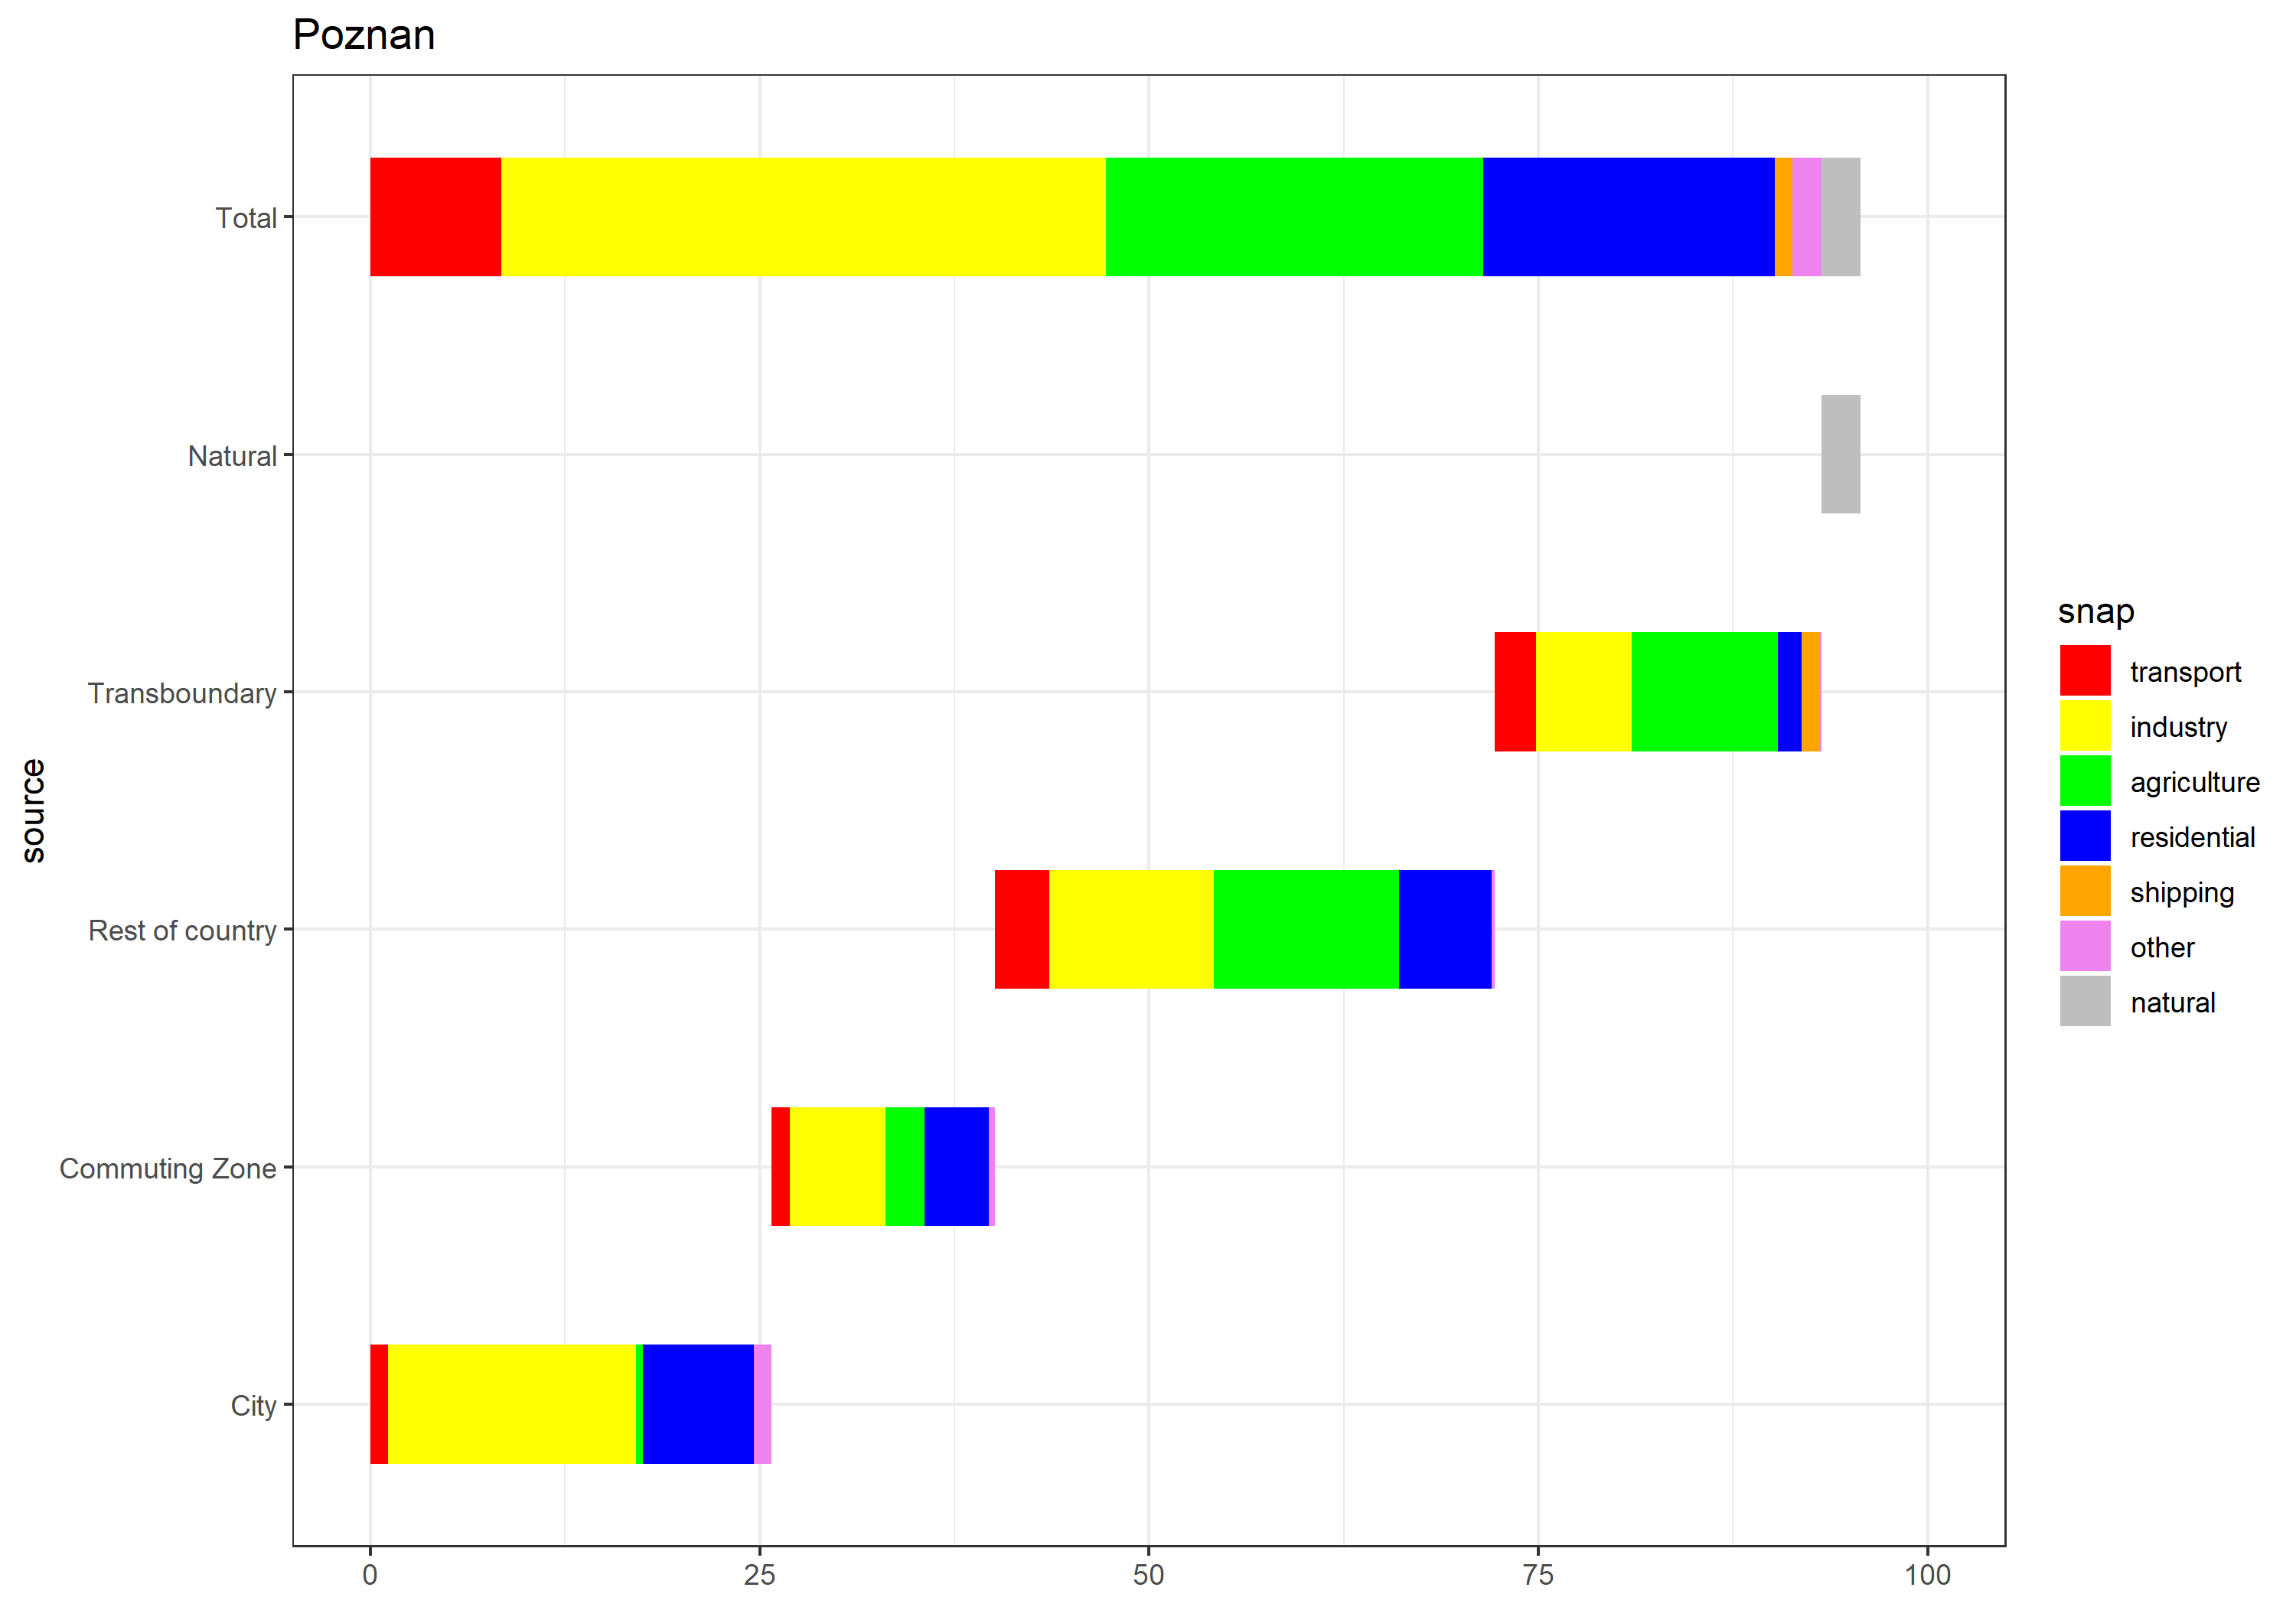 Poznan
Total
Natural
Transboundary
Rest of country
Commuting Zone
City
source
0 25 50 75 100
snap
transport
industry
agriculture
residential
shipping
other
natural